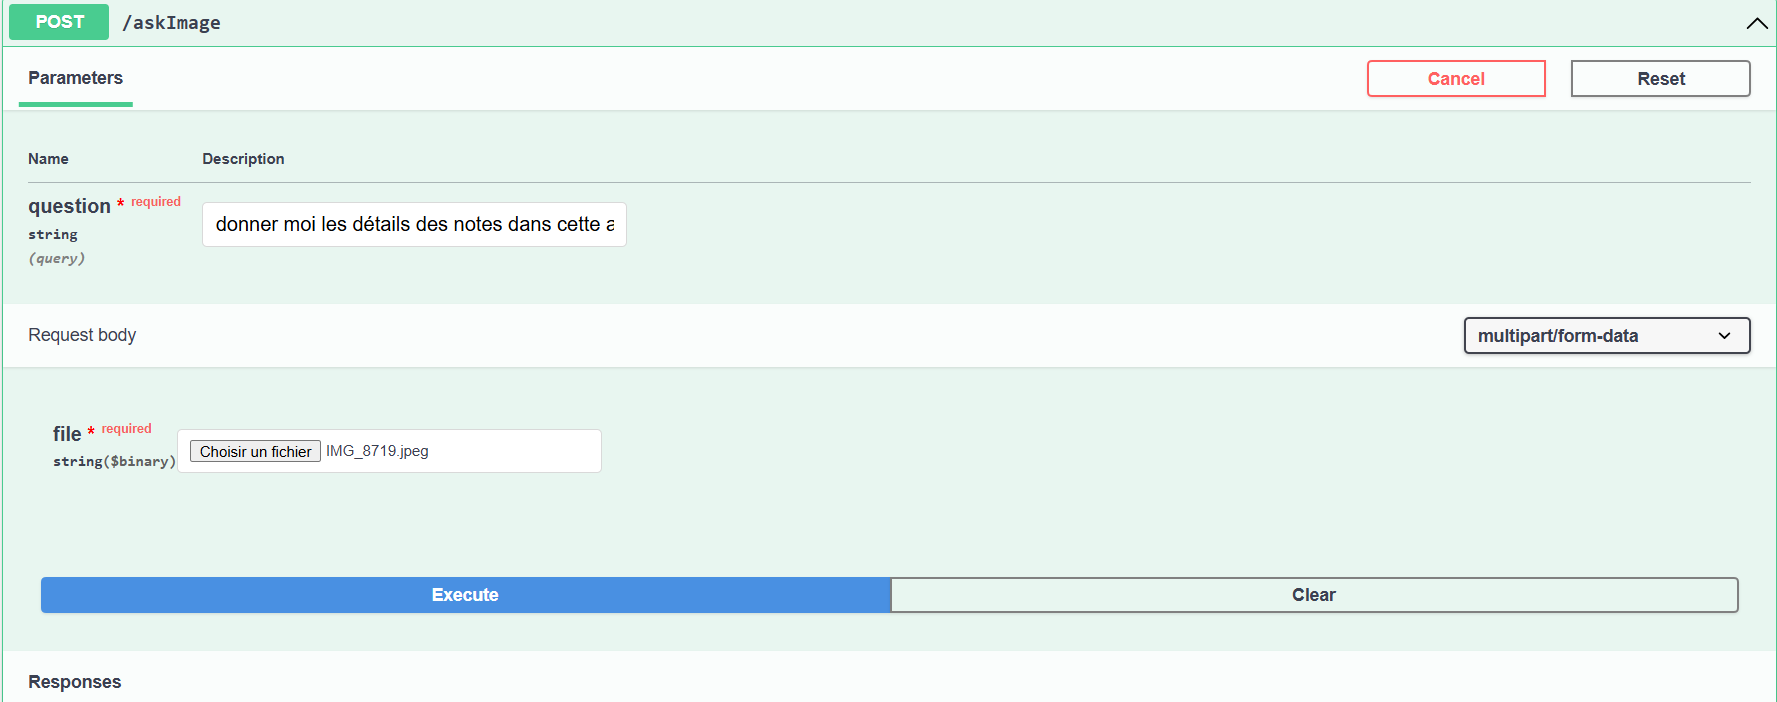 POST /askImage
Parameters
Cancel
Reset
Name Description
question * required
string
(query)
donner moi les détails des notes dans cette a
Request body
multipart/form-data
file * required
string($binary)
Choisir un fichier IMG_8719.jpeg
Execute
Clear
Responses